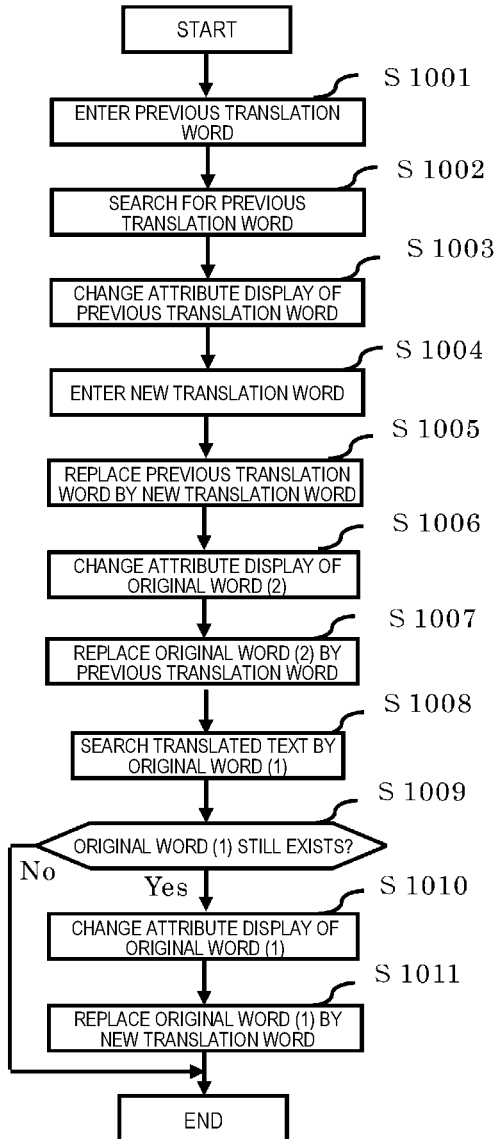 START
S 1001
ENTER PREVIOUS TRANSLATION
WORD
S 1002
SEARCH FOR PREVIOUS
TRANSLATION WORD
S 1003
CHANGE ATTRIBUTE DISPLAY OF
PREVIOUS TRANSLATION WORD
S 1004
ENTER NEW TRANSLATION WORD
S 1005
REPLACE PREVIOUS TRANSLATION
WORD BY NEW TRANSLATION WORD
S 1006
CHANGE ATTRIBUTE DISPLAY OF
ORIGINAL WORD (2)
S 1007
REPLACE ORIGINAL WORD (2) BY
PREVIOUS TRANSLATION WORD
S 1008
SEARCH TRANSLATED TEXT BY
ORIGINAL WORD (1)
S 1009
ORIGINAL WORD (1) STILL EXISTS?
No
Yes
S 1010
CHANGE ATTRIBUTE DISPLAY OF
ORIGINAL WORD (1)
S 1011
REPLACE ORIGINAL WORD (1) BY
NEW TRANSLATION WORD
END